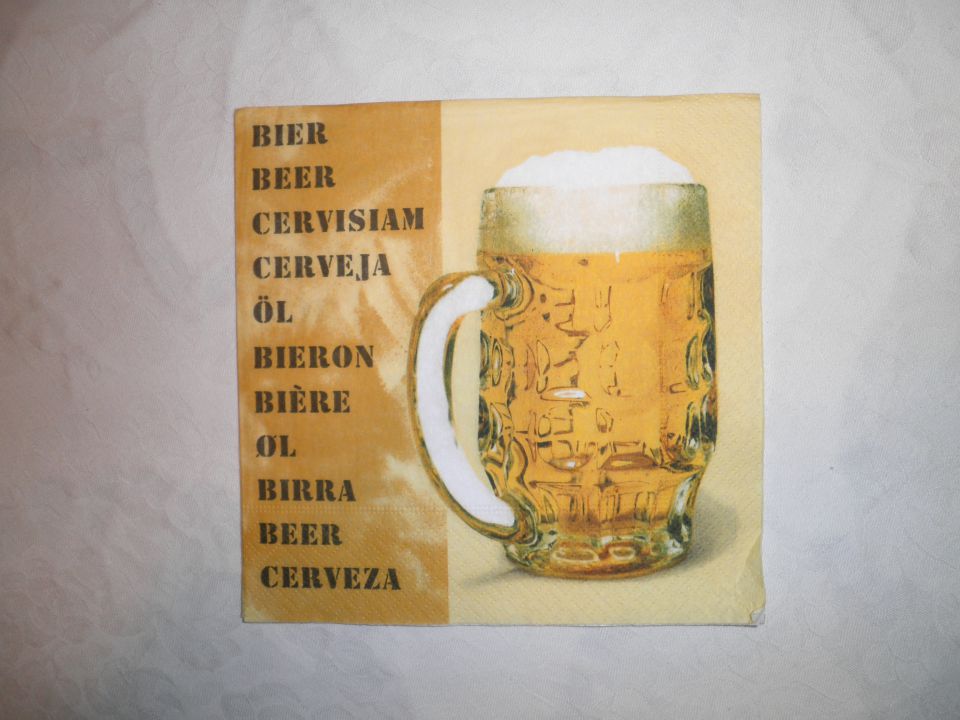 BIER
BEER
CERVISIAM
CERVEJA
ÖL
BIERON
BIÈRE
ØL
BIRRA
BEER
CERVEZA